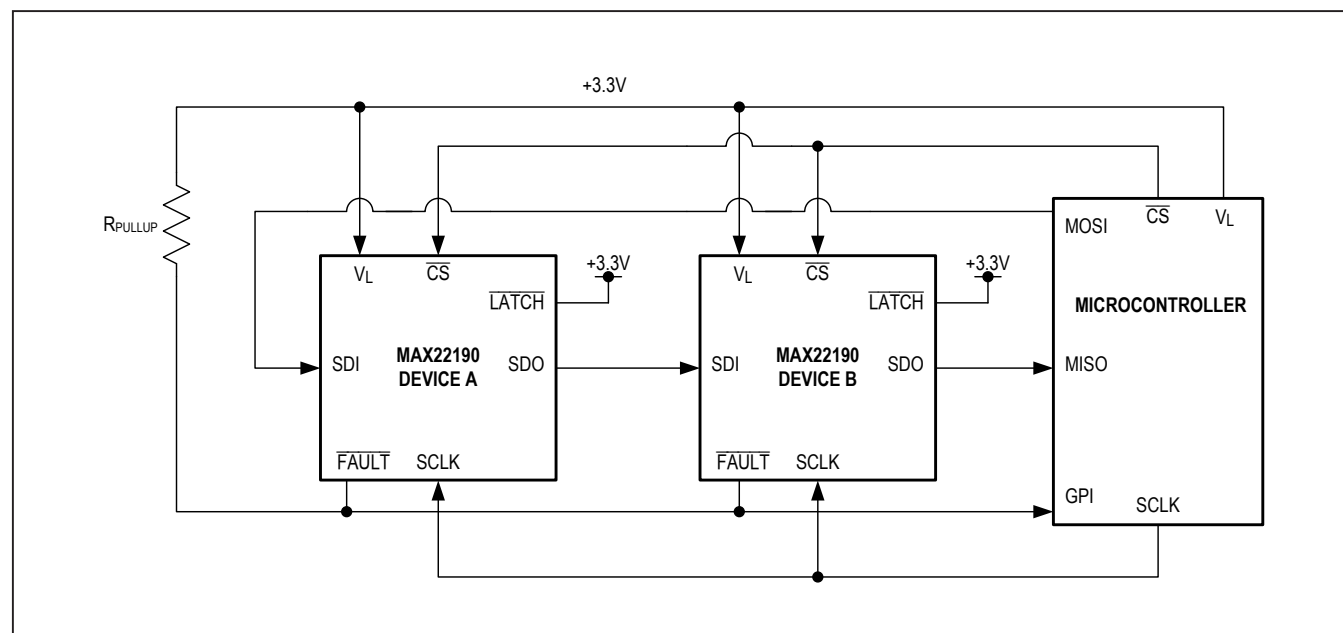 +3.3V
RPULLUP
MOSI
CS
VL
VL
CS
+3.3V
LATCH
VL
CS
+3.3V
LATCH
MICROCONTROLLER
SDI
MAX22190
DEVICE A
SDO
SDI
MAX22190
DEVICE B
SDO
MISO
FAULT
SCLK
FAULT
SCLK
GPI
SCLK